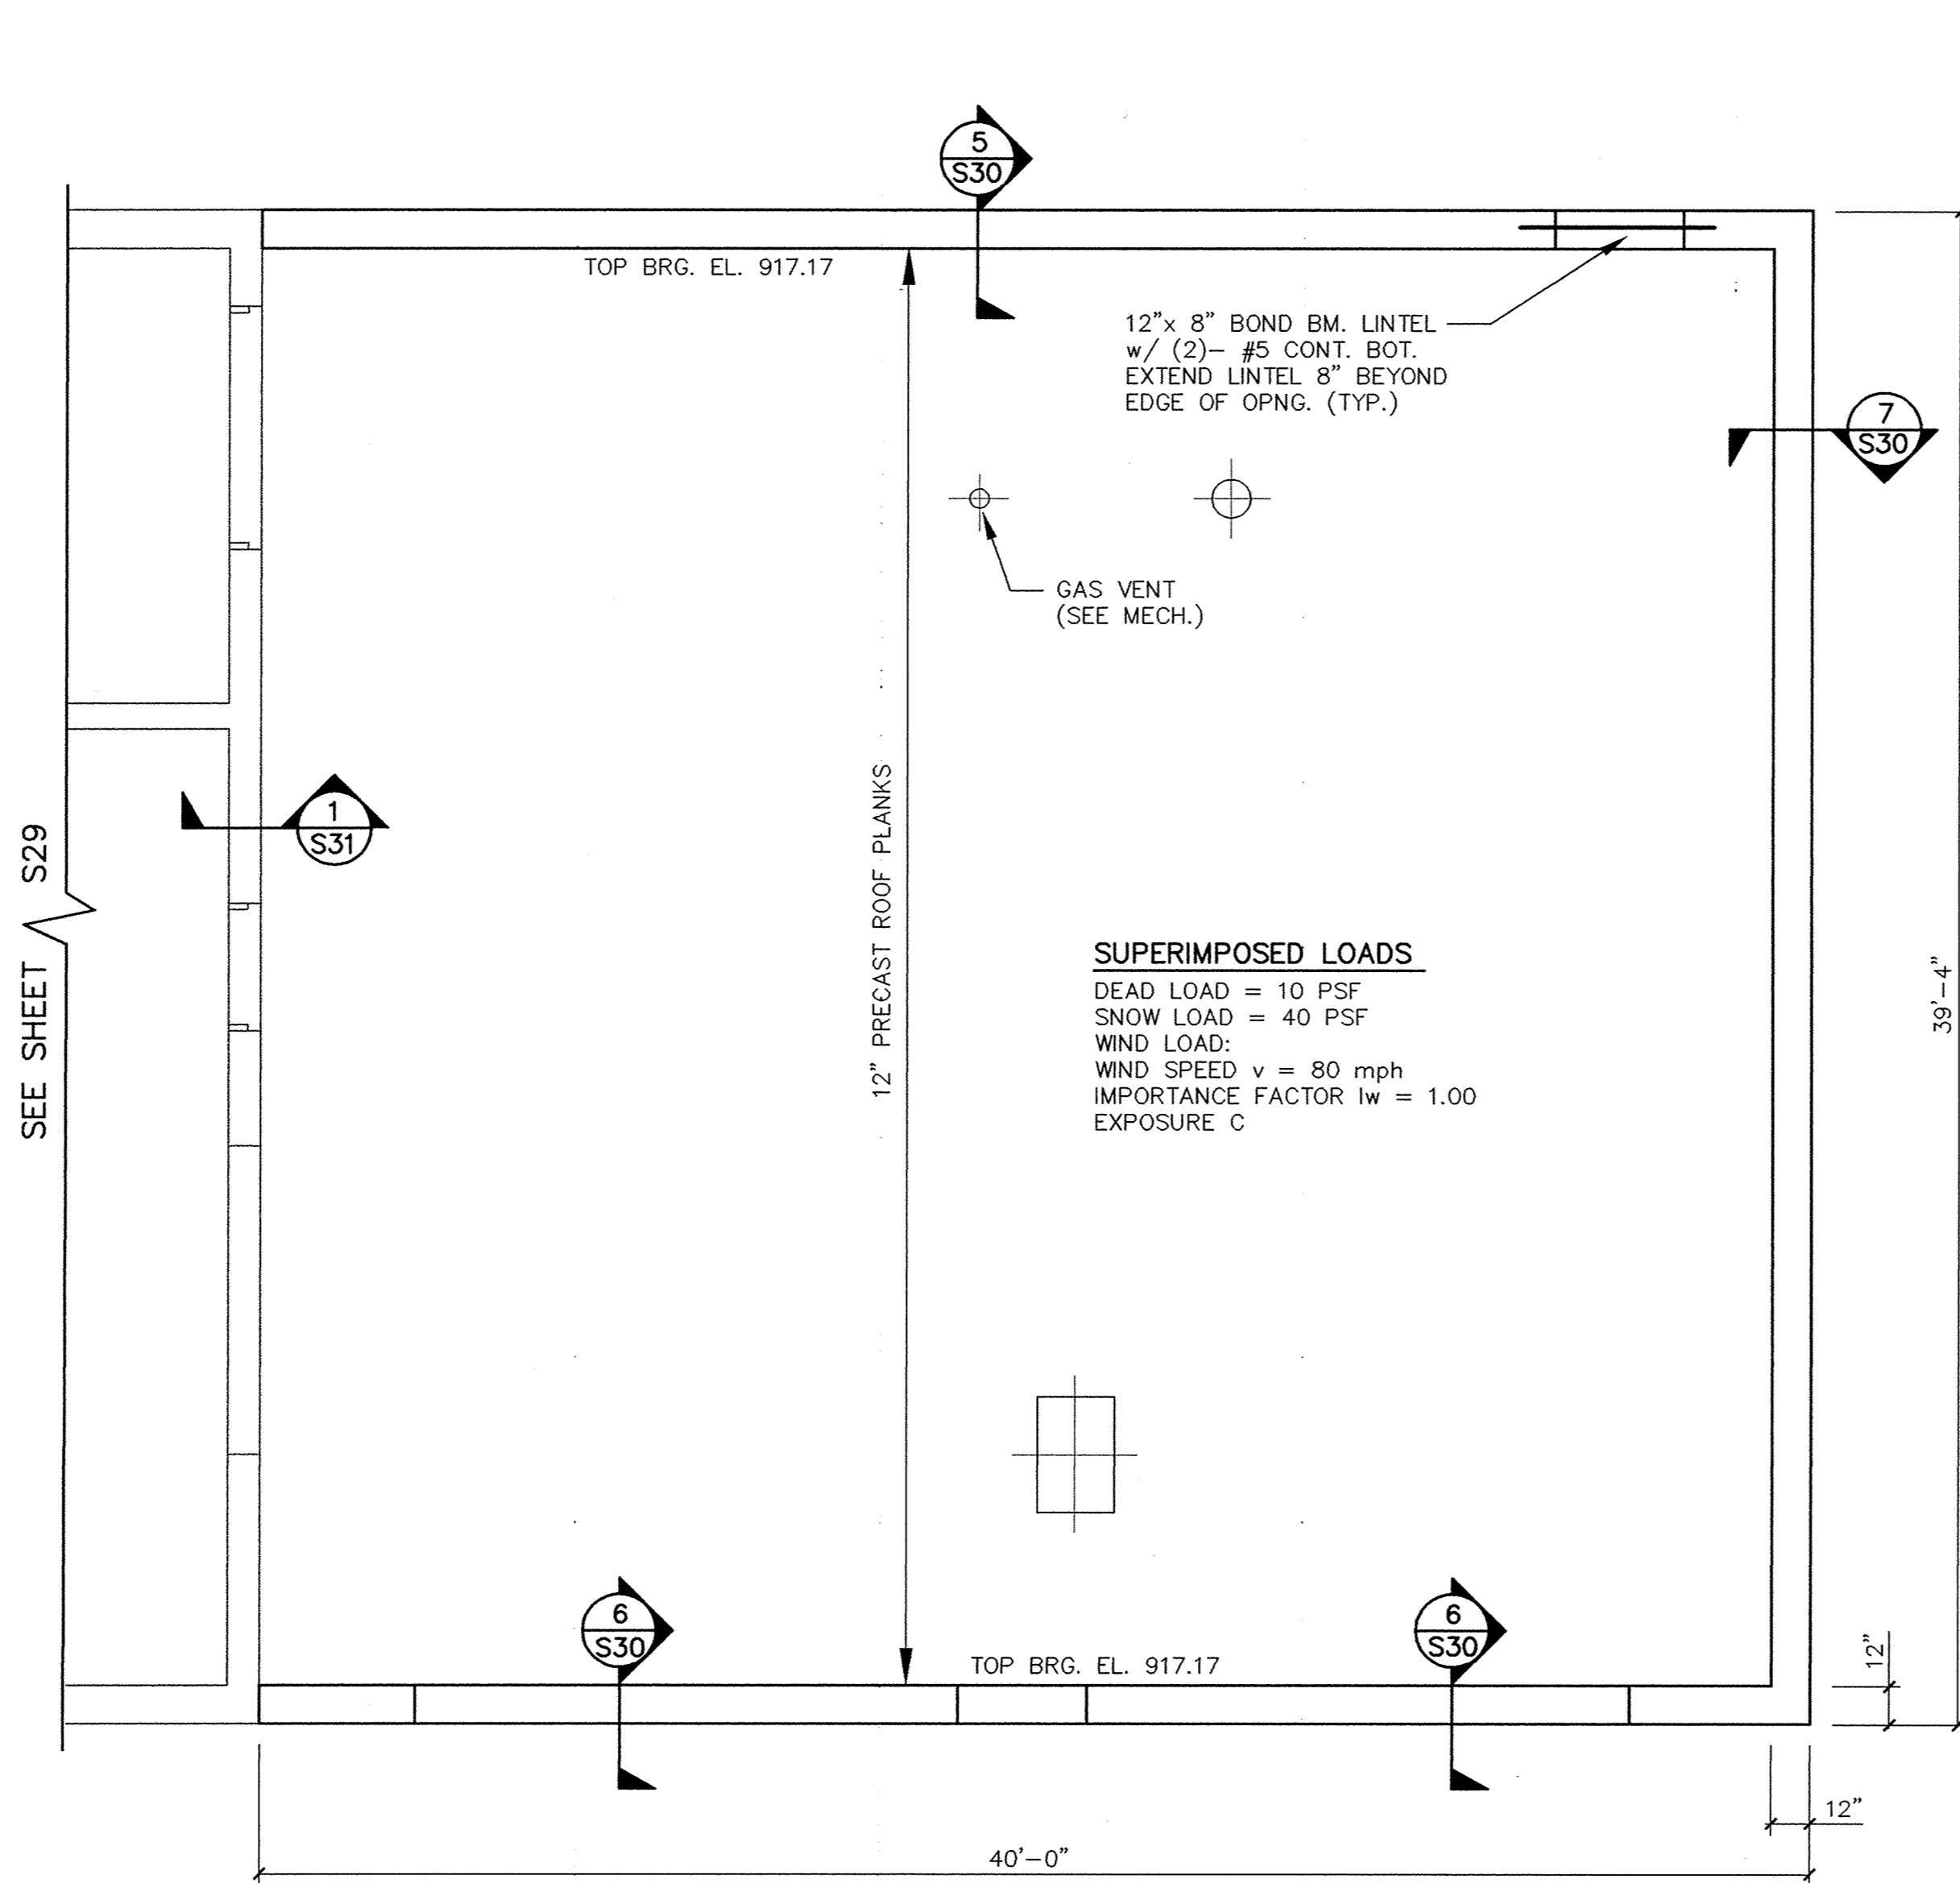 5
S30
TOP BRG. EL. 917.17
12"x 8" BOND BM. LINTEL
w/ (2)- #5 CONT. BOT.
EXTEND LINTEL 8" BEYOND
EDGE OF OPNG. (TYP.)
7
S30
GAS VENT
(SEE MECH.)
12" PRECAST ROOF PLANKS
1
S31
SEE SHEET S29
SUPERIMPOSED LOADS
DEAD LOAD = 10 PSF
SNOW LOAD = 40 PSF
WIND LOAD:
WIND SPEED v = 80 mph
IMPORTANCE FACTOR Iw = 1.00
EXPOSURE C
39'-4"
6
S30
6
S30
TOP BRG. EL. 917.17
12"
12"
40'-0"